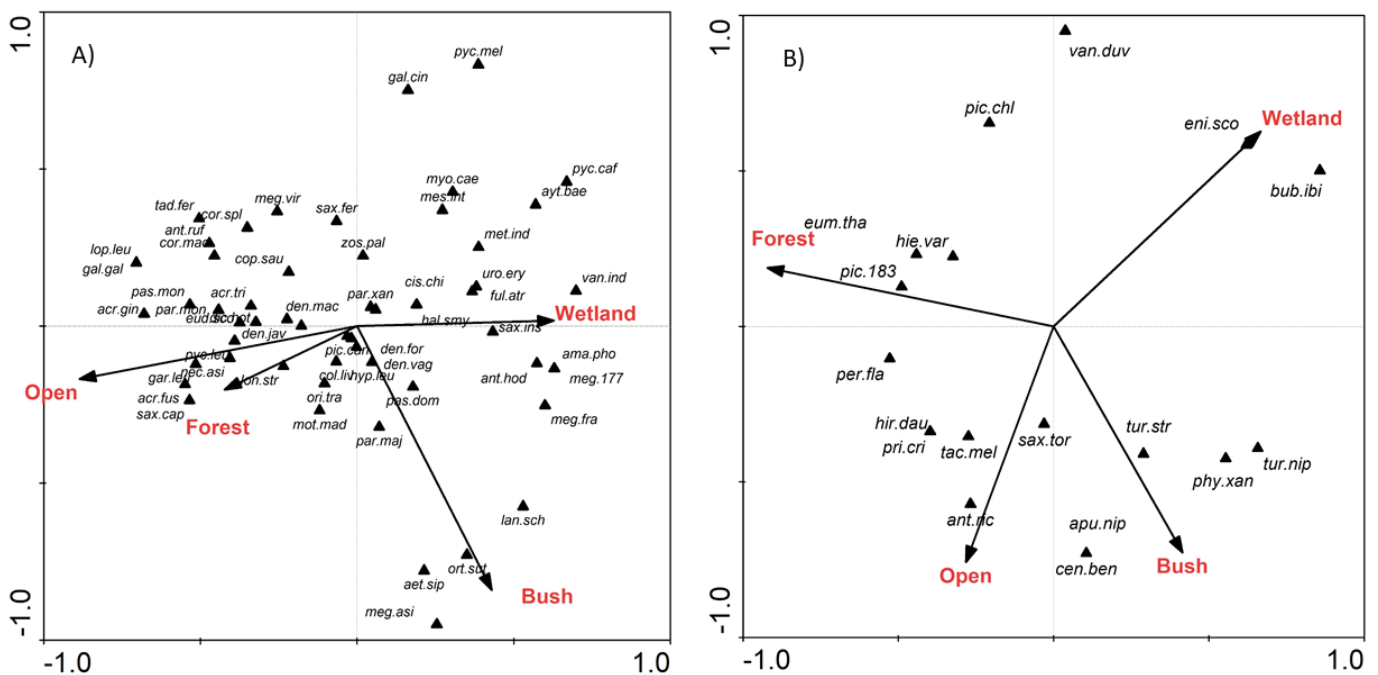 A)
1.0
pyc.mel
gal.cin
pyc.caf
myo.cae
ayt.bae
mes.int
meg.vir
tad.fer
cor.spl
sax.fer
ant.ruf
cor.mac
met.ind
zos.pal
lop.leu
cop.sau
gal.gal
uro.ery
van.ind
cis.chi
ful.atr
pas.mon
acr.tri
par.xan
acr.gin
par.mon
den.mac
Wetland
hal.smy
sax.ins
den.jav
pic.can
den.for
pyc.leu
nec.asi
den.vag
ama.pho
lon.str
col.liv
hyp.leu
ant.hod
meg.177
gar.leu
Open
acr.fus
ori.tra
pas.dom
sax.cap
Forest
mot.mad
meg.fra
par.maj
lan.sch
ort.sut
aet.sip
Bush
meg.asi
-1.0
-1.0
1.0
B)
1.0
van.duv
pic.chl
eni.sco
Wetland
bub.ibi
eum.tha
Forest
hie.var
pic.183
per.fla
hir.dau
pri.cri
tac.mel
sax.tor
tur.str
tur.nip
phy.xan
ant.ric
apu.nip
Open
cen.ben
Bush
-1.0
-1.0
1.0